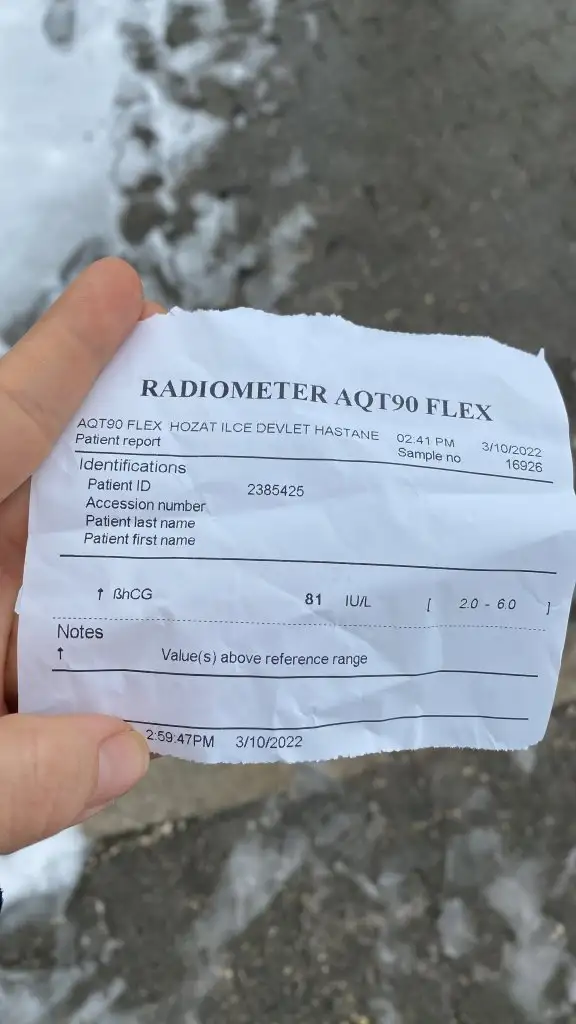 RADIOMETER AQT90 FLEX
AQT90 FLEX HOZAT ILCE DEVLET HASTANE 02.41 PM 3/10/2022
Patient report Sample no 16926
Identifications
Patient ID 2385425
Accession number
Patient last name
Patient first name
↑ ßhCG 81 IU/L [ 2.0 - 6.0 ]
Notes
↑ Value(s) above reference range
2:59:47PM 3/10/2022